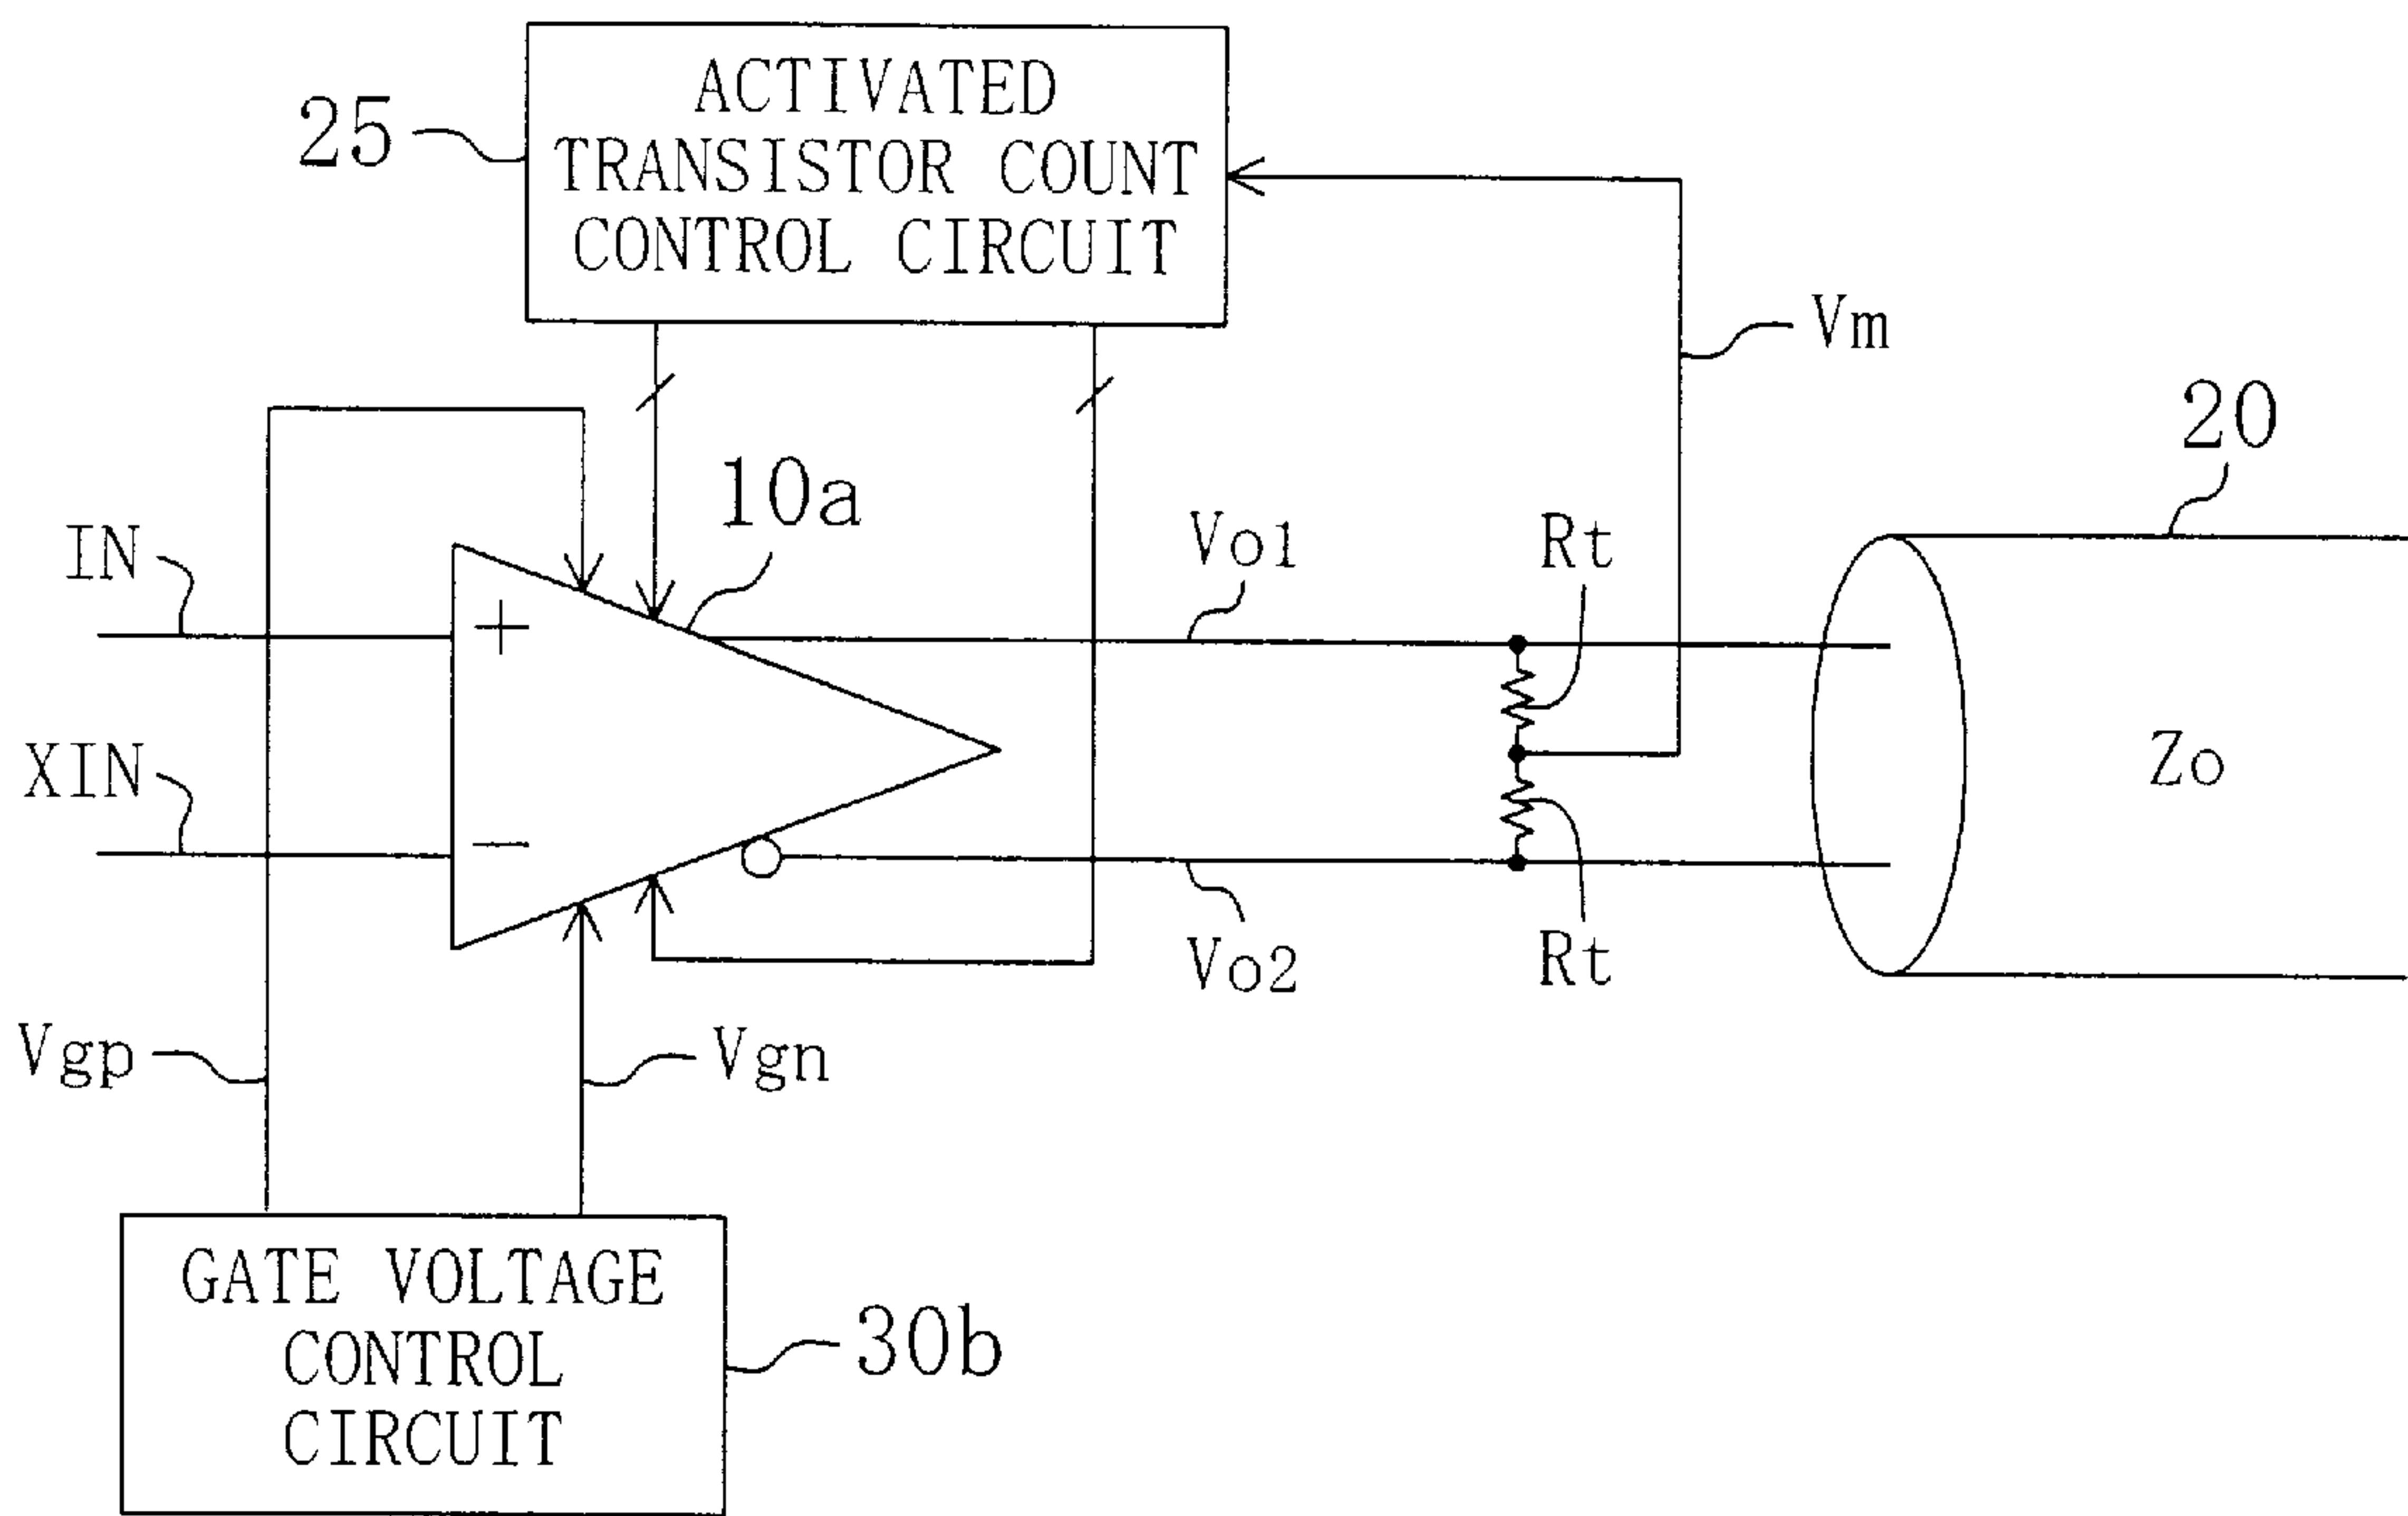 ACTIVATED
TRANSISTOR COUNT
CONTROL CIRCUIT
25
Vm
20
10a
IN
+
Vo1
Rt
XIN
−
Zo
Vo2
Rt
Vgp
Vgn
GATE VOLTAGE
CONTROL
CIRCUIT
30b